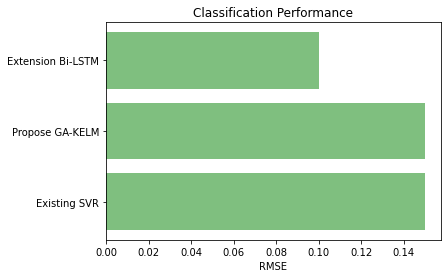 Classification Performance
Extension Bi-LSTM
Propose GA-KELM
Existing SVR
0.00 0.02 0.04 0.06 0.08 0.10 0.12 0.14
RMSE